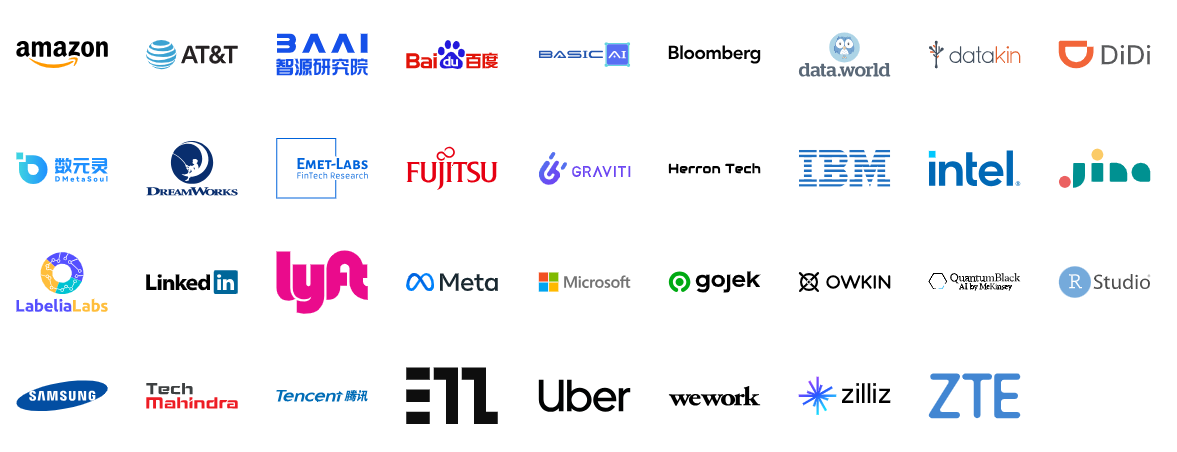 amazon
AT&T
BAAI
智源研究院
Bai du 百度
BASIC AI
Bloomberg
data.world
datakin
DiDi
数元灵
DMetaSoul
DREAMWORKS
EMET-LABS
FinTech Research
FUJITSU
GRAVITI
Herron Tech
IBM
intel®
Jina
LabeliaLabs
Linked in
lyft
Meta
Microsoft
gojek
OWKIN
QuantumBlack
AI by McKinsey
R Studio
SAMSUNG
Tech
Mahindra
Tencent 腾讯
Uber
wework
zilliz
ZTE